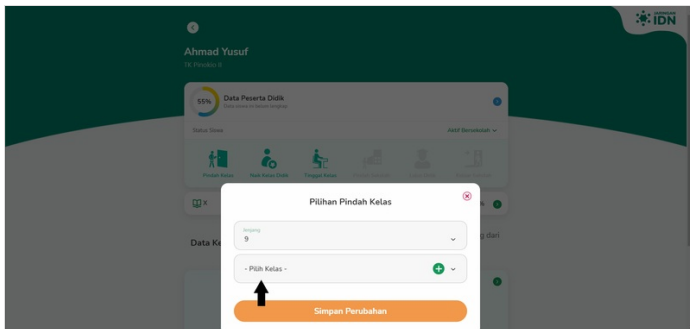 IDN
Ahmad Yusuf
55%
Data Peserta Didik
Status Siswa
Aktif Bersekolah
Pindah Kelas
Naik Kelas Didik
Tinggal Kelas
X
%
Pilihan Pindah Kelas
Jenjang
9
- Pilih Kelas -
Simpan Perubahan
Data Ke
g dari